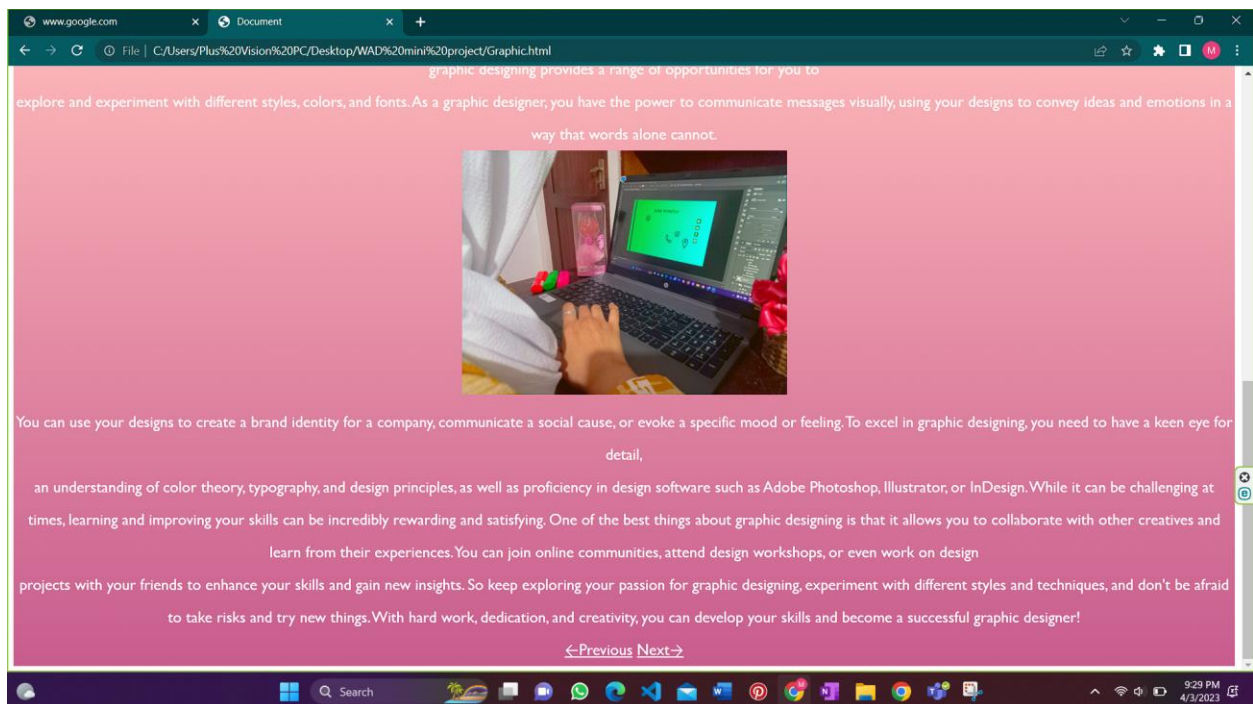 www.google.com
Document
File | C:/Users/Plus%20Vision%20PC/Desktop/WAD%20mini%20project/Graphic.html
M
graphic designing provides a range of opportunities for you to
explore and experiment with different styles, colors, and fonts. As a graphic designer, you have the power to communicate messages visually, using your designs to convey ideas and emotions in a
way that words alone cannot.
You can use your designs to create a brand identity for a company, communicate a social cause, or evoke a specific mood or feeling. To excel in graphic designing, you need to have a keen eye for
detail,
an understanding of color theory, typography, and design principles, as well as proficiency in design software such as Adobe Photoshop, Illustrator, or InDesign. While it can be challenging at
times, learning and improving your skills can be incredibly rewarding and satisfying. One of the best things about graphic designing is that it allows you to collaborate with other creatives and
learn from their experiences. You can join online communities, attend design workshops, or even work on design
projects with your friends to enhance your skills and gain new insights. So keep exploring your passion for graphic designing, experiment with different styles and techniques, and don't be afraid
to take risks and try new things. With hard work, dedication, and creativity, you can develop your skills and become a successful graphic designer!
←Previous Next→
Search
9:29 PM
4/3/2023